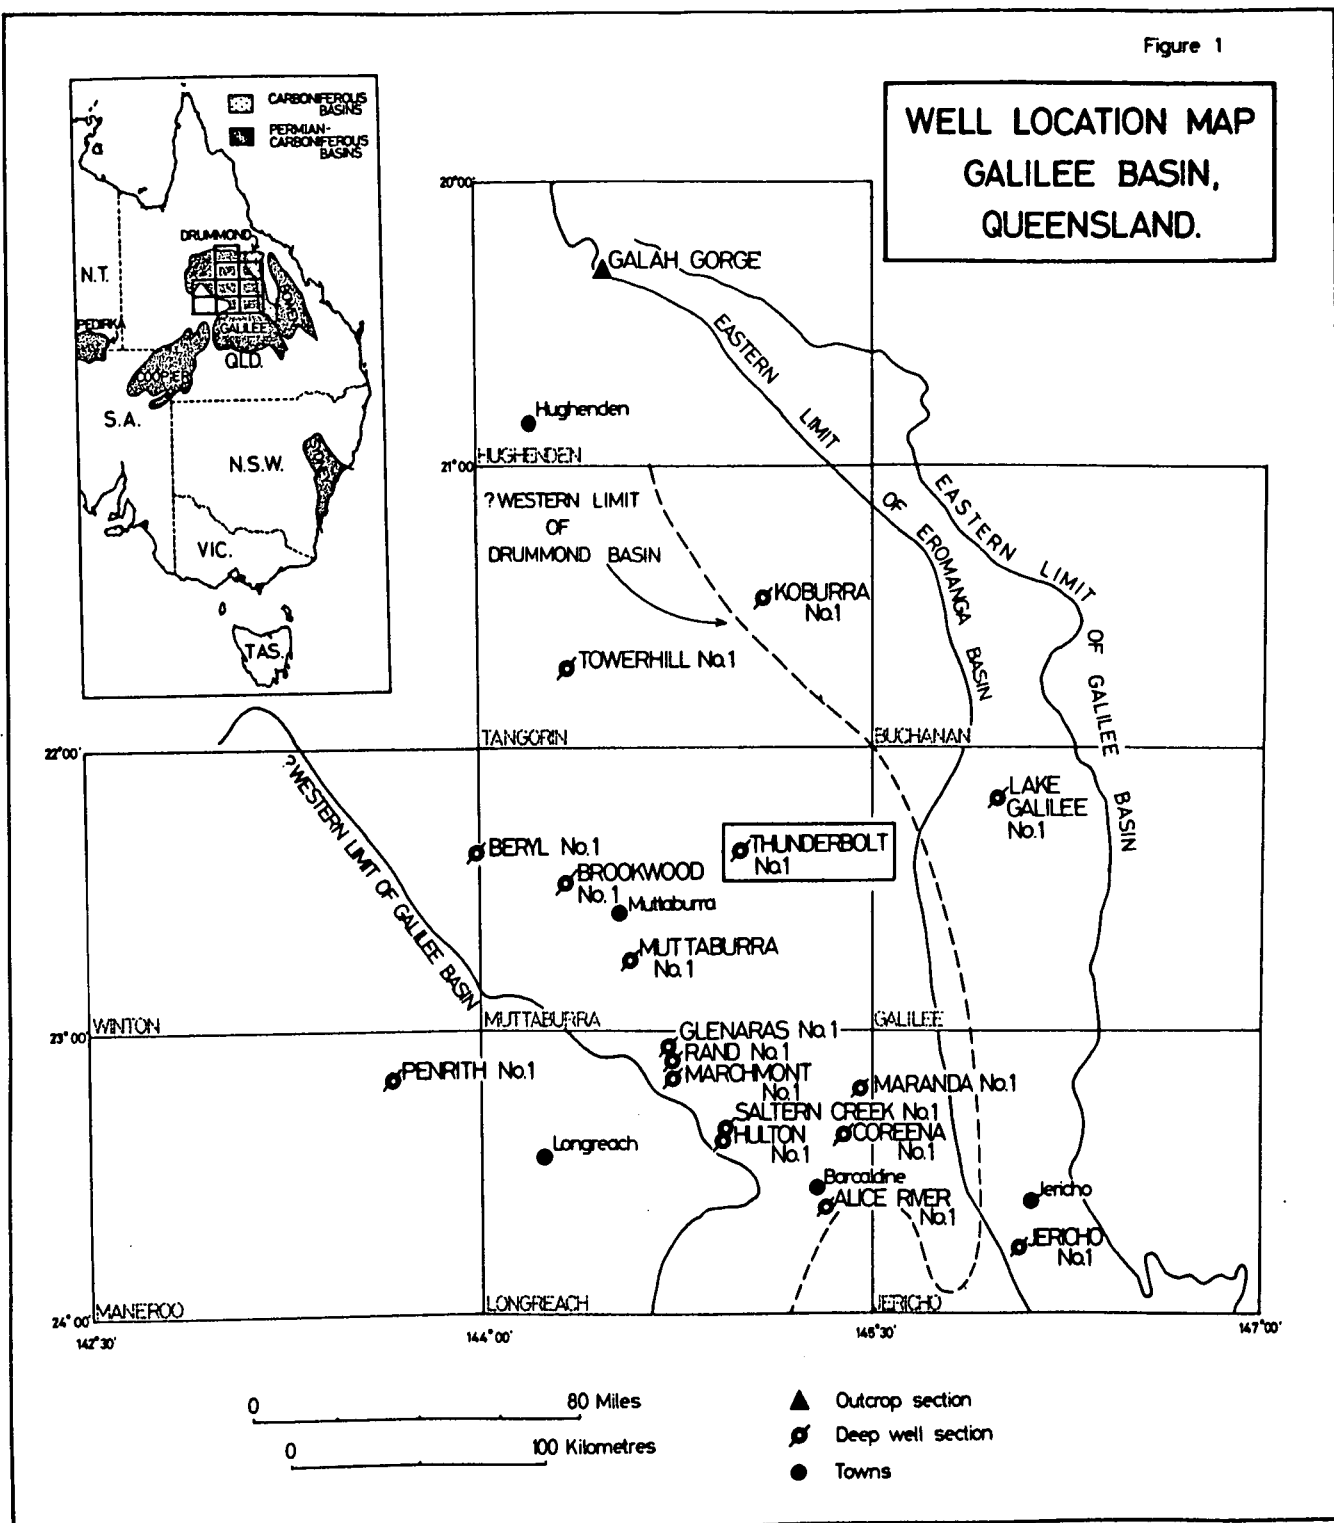 Figure 1
WELL LOCATION MAP
GALILEE BASIN,
QUEENSLAND.
CARBONIFEROUS
BASINS
PERMIAN-
CARBONIFEROUS
BASINS
DRUMMOND
N.T.
BOWEN
PEDIRKA
GALILEE
QLD.
COOPER
S.A.
N.S.W.
SYDNEY
VIC.
TAS.
20°00'
GALAH GORGE
EASTERN LIMIT OF EROMANGA BASIN
Hughenden
21°00'
HUGHENDEN
EASTERN LIMIT OF GALILEE BASIN
?WESTERN LIMIT
OF
DRUMMOND BASIN
KOBURRA
No.1
TOWERHILL No.1
22°00'
TANGORIN
BUCHANAN
?WESTERN LIMIT OF GALILEE BASIN
LAKE
GALILEE
No.1
BERYL No.1
THUNDERBOLT
No.1
BROOKWOOD
No.1
Muttaburra
MUTTABURRA
No.1
23°00'
WINTON
MUTTABURRA
GALILEE
GLENARAS No.1
RAND No.1
MARCHMONT
No.1
PENRITH No.1
MARANDA No.1
SALTERN CREEK No.1
HULTON
No.1
COREENA
No.1
Longreach
Barcaldine
ALICE RIVER
No.1
Jericho
JERICHO
No.1
24°00'
MANEROO
LONGREACH
JERICHO
142°30'
144°00'
145°30'
147°00'
0
80 Miles
0
100 Kilometres
Outcrop section
Deep well section
Towns